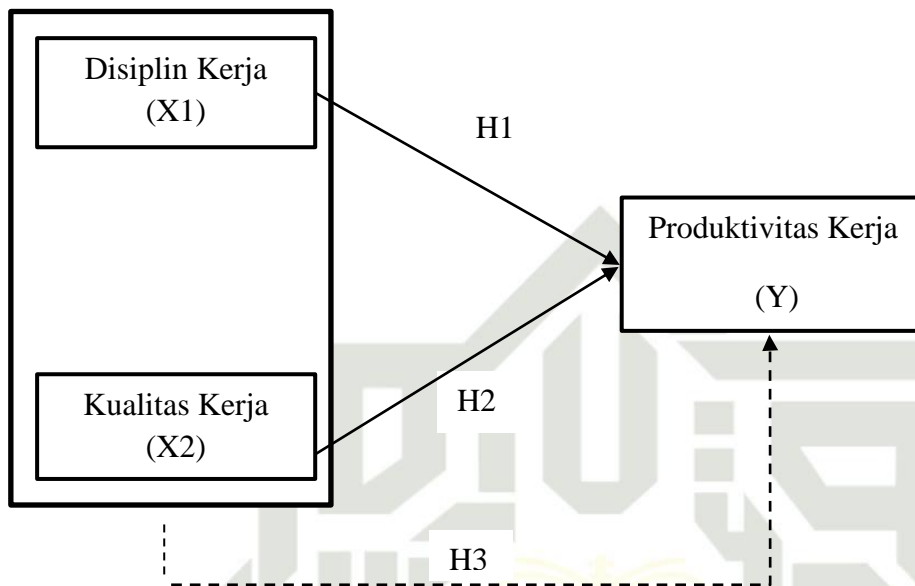 Disiplin Kerja
(X1)
H1
Produktivitas Kerja
(Y)
Kualitas Kerja
(X2)
H2
H3